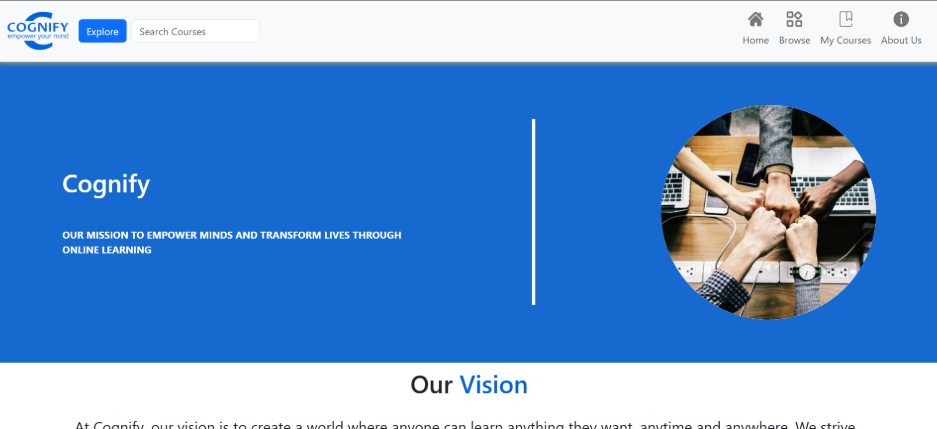 COGNIFY
empower your mind
Explore
Search Courses
Home
Browse
My Courses
About Us
Cognify
OUR MISSION TO EMPOWER MINDS AND TRANSFORM LIVES THROUGH
ONLINE LEARNING
Our Vision
At Cognify, our vision is to create a world where anyone can learn anything they want, anytime and anywhere. We strive